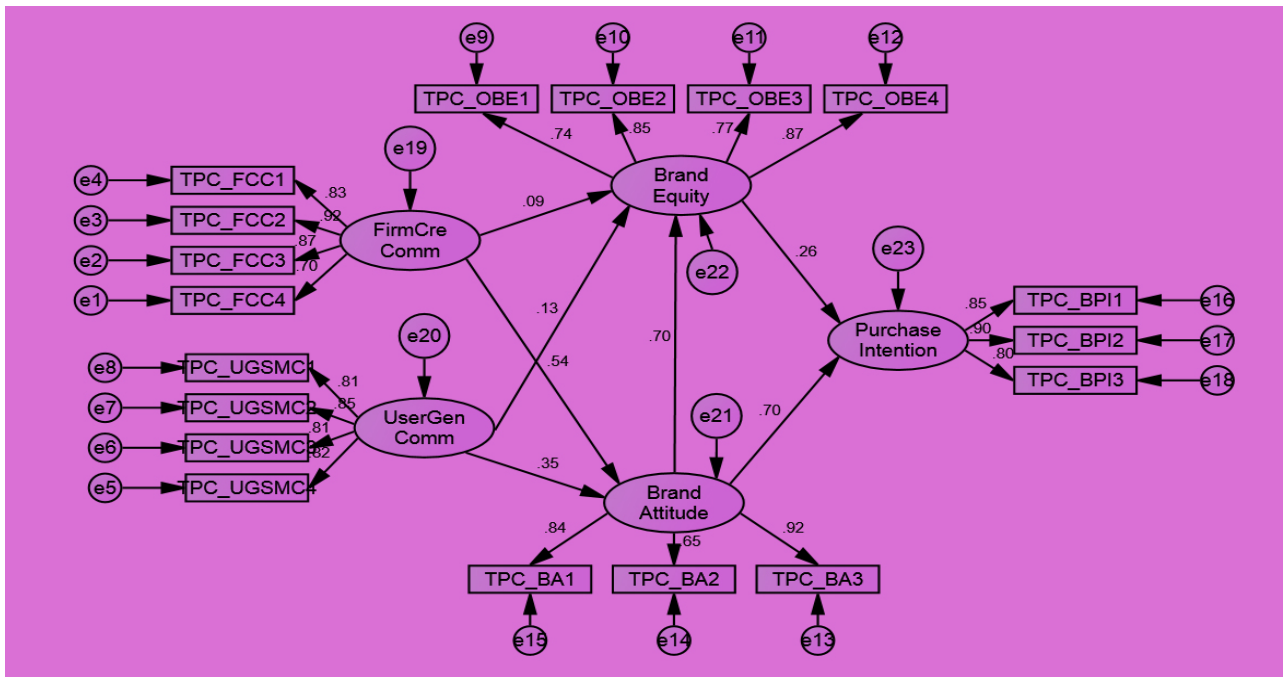 e9
e10
e11
e12
TPC_OBE1
TPC_OBE2
TPC_OBE3
TPC_OBE4
.74
.85
.77
.87
e19
e4
TPC_FCC1
.83
e3
TPC_FCC2
.92
e2
TPC_FCC3
.87
e1
TPC_FCC4
.70
FirmCre
Comm
.09
Brand
Equity
e22
.26
e23
.13
.54
.70
Purchase
Intention
.85
TPC_BPI1
e16
.90
TPC_BPI2
e17
.80
TPC_BPI3
e18
e20
e8
TPC_UGSMC1
.81
e7
TPC_UGSMC2
.85
e6
TPC_UGSMC3
.81
e5
TPC_UGSMC4
.82
UserGen
Comm
.35
e21
.70
Brand
Attitude
.84
65
.92
TPC_BA1
TPC_BA2
TPC_BA3
e15
e14
e13